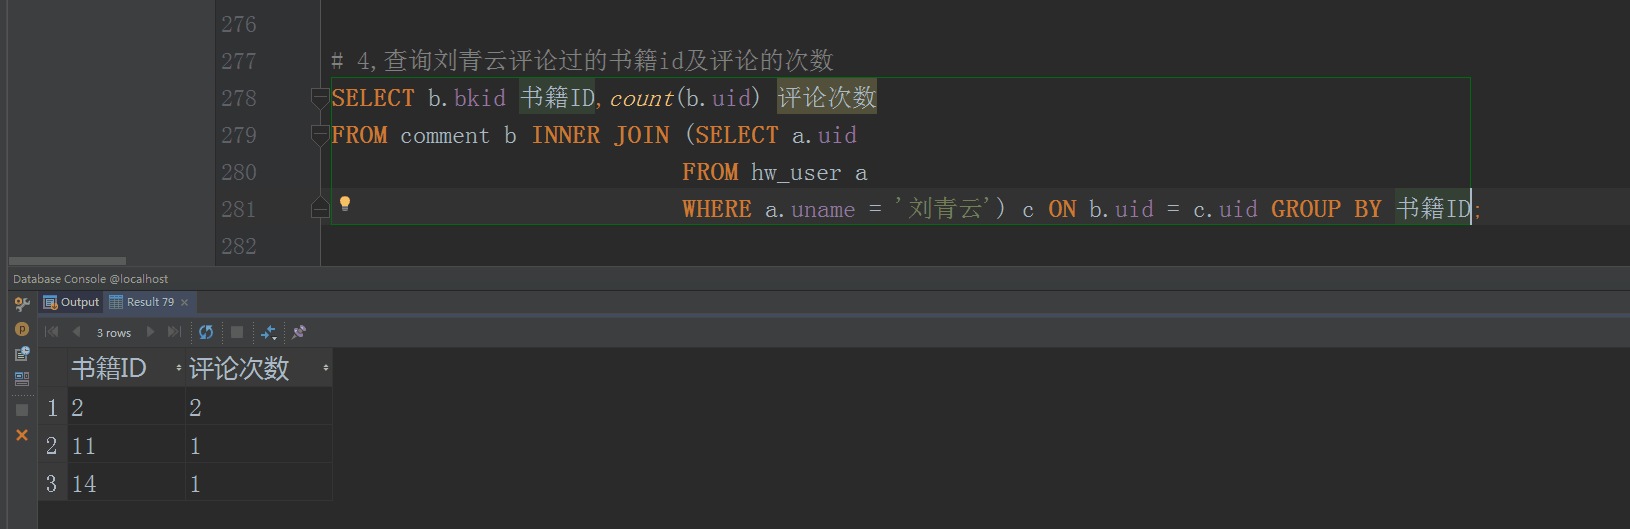 276
277 # 4,查询刘青云评论过的书籍id及评论的次数
278 SELECT b.bkid 书籍ID,count(b.uid) 评论次数
279 FROM comment b INNER JOIN (SELECT a.uid
280 FROM hw_user a
281 WHERE a.uname = '刘青云') c ON b.uid = c.uid GROUP BY 书籍ID;
282
Database Console @localhost
Output Result 79
3 rows
书籍ID 评论次数
1 2 2
2 11 1
3 14 1